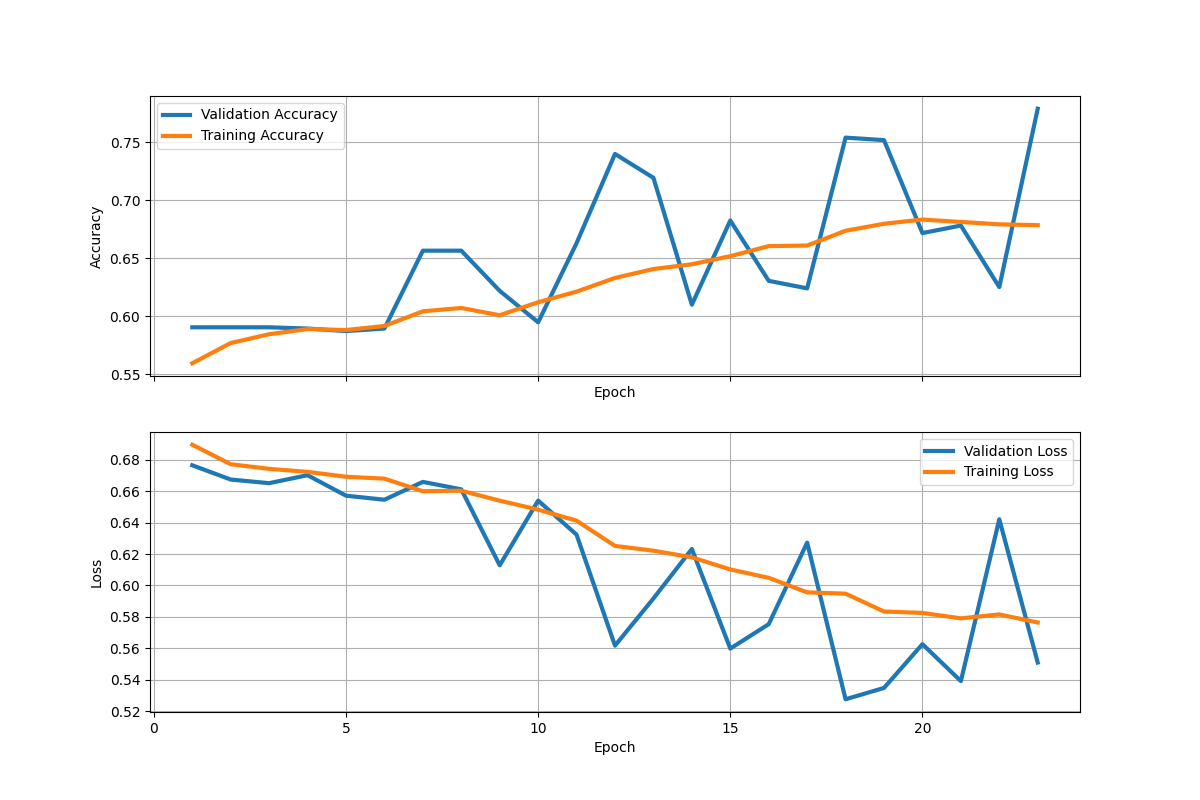 Validation Accuracy
Training Accuracy
0.75
0.70
0.65
0.60
0.55
Accuracy
Epoch
Validation Loss
Training Loss
0.68
0.66
0.64
0.62
0.60
0.58
0.56
0.54
0.52
Loss
0 5 10 15 20
Epoch